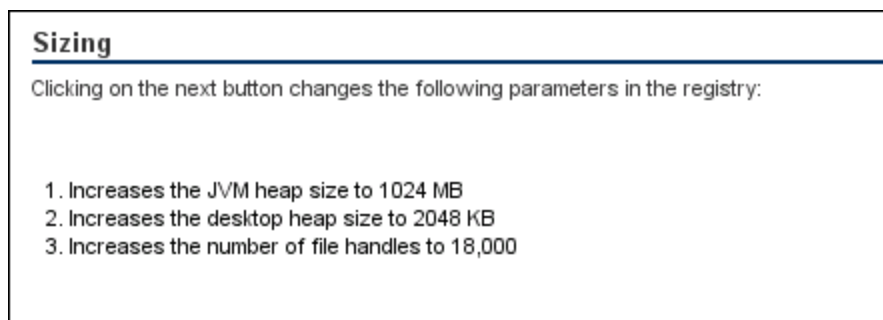 Sizing
Clicking on the next button changes the following parameters in the registry:
1. Increases the JVM heap size to 1024 MB
2. Increases the desktop heap size to 2048 KB
3. Increases the number of file handles to 18,000